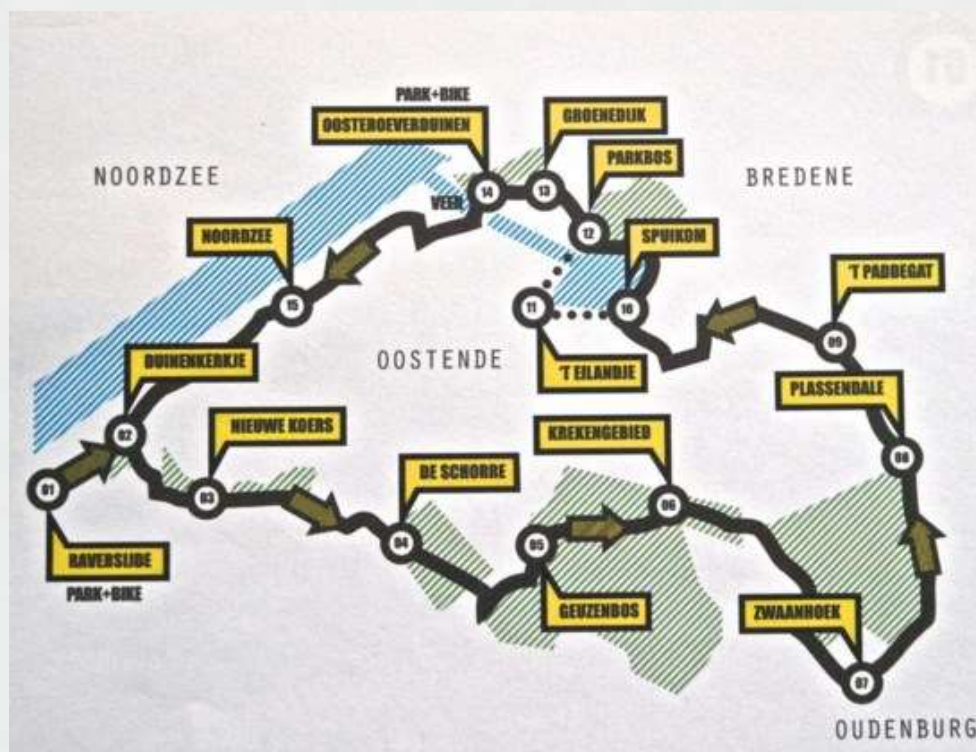 PARK+BIKE
OOSTEROEVERDUINEN
GROENEDIJK
PARKBOS
NOORDZEE
BREDENE
14
13
VEER
12
NOORDZEE
SPUIKOM
'T PADDEGAT
15
11
10
09
OOSTENDE
DUINENKERKJE
'T EILANDJE
PLASSENDALE
NIEUWE KOERS
KREKENGEBIED
02
DE SCHORRE
08
01
03
06
04
05
RAVERSIJDE
PARK+BIKE
GEUZENBOS
ZWAANHOEK
07
OUDENBURG